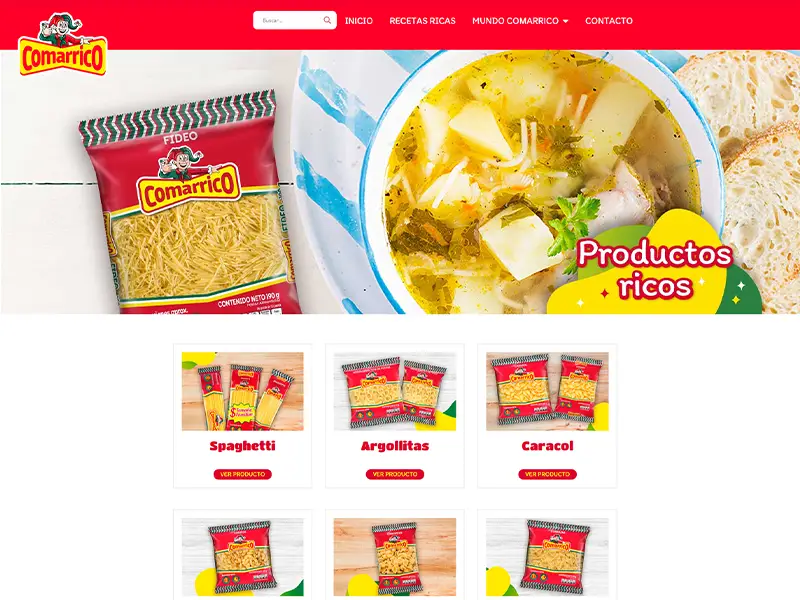 Comarrico
Buscar...
INICIO
RECETAS RICAS
MUNDO COMARRICO
CONTACTO
FIDEO
Comarrico
CONTENIDO NETO 190 g
Productos
ricos
Spaghetti
VER PRODUCTO
Argollitas
VER PRODUCTO
Caracol
VER PRODUCTO